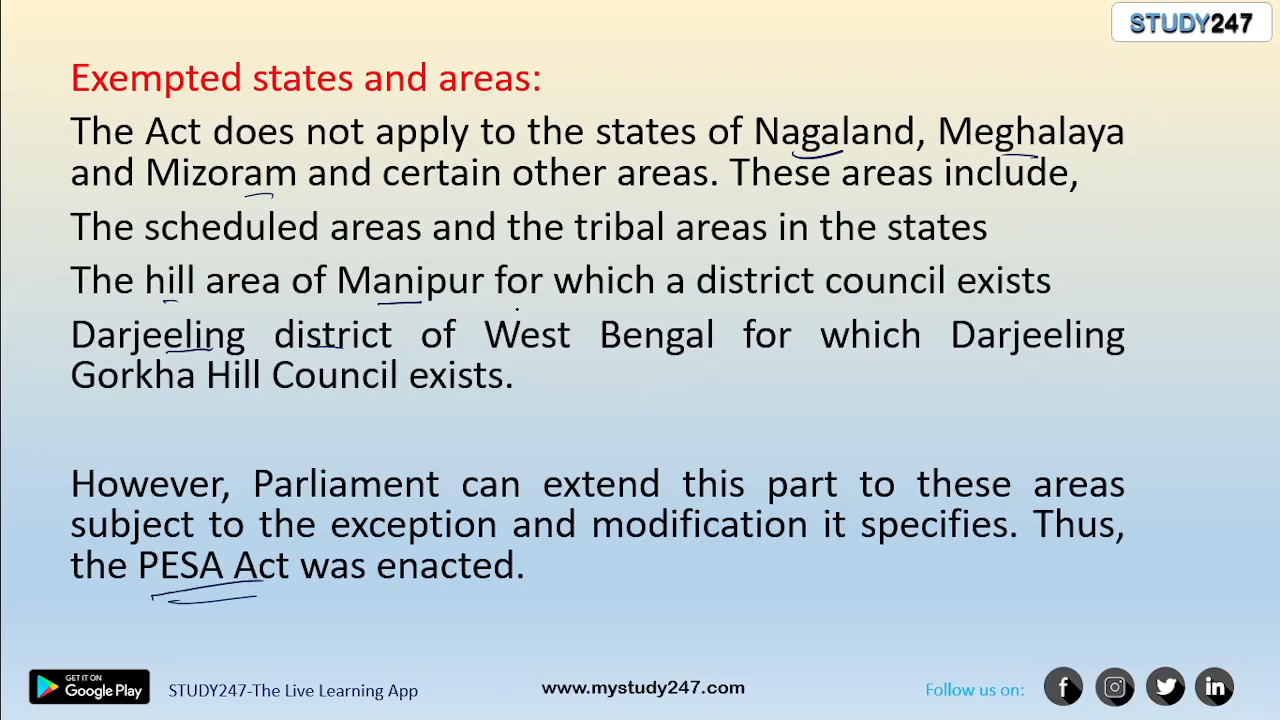 STUDY247
Exempted states and areas:
The Act does not apply to the states of Nagaland, Meghalaya
and Mizoram and certain other areas. These areas include,
The scheduled areas and the tribal areas in the states
The hill area of Manipur for which a district council exists
Darjeeling district of West Bengal for which Darjeeling
Gorkha Hill Council exists.
However, Parliament can extend this part to these areas
subject to the exception and modification it specifies. Thus,
the PESA Act was enacted.
GET IT ON
Google Play
STUDY247-The Live Learning App
www.mystudy247.com
Follow us on: